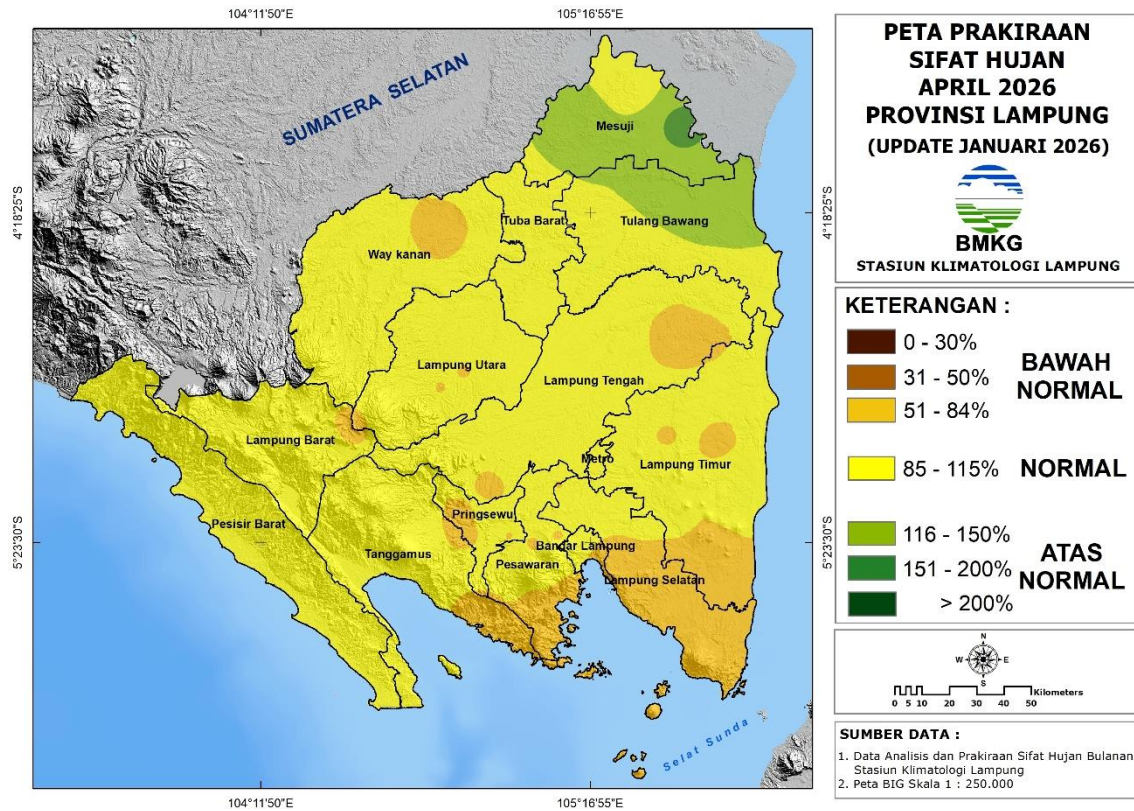 104°11'50"E
105°16'55"E
4°18'25"S
5°23'30"S
SUMATERA SELATAN
Mesuji
Tuba Barat
Tulang Bawang
Way kanan
Lampung Utara
Lampung Tengah
Lampung Barat
Metro
Lampung Timur
Pesisir Barat
Pringsewu
Tanggamus
Bandar Lampung
Pesawaran
Lampung Selatan
Selat Sunda
4°18'25"S
5°23'30"S
104°11'50"E
105°16'55"E
PETA PRAKIRAAN
SIFAT HUJAN
APRIL 2026
PROVINSI LAMPUNG
(UPDATE JANUARI 2026)
BMKG
STASIUN KLIMATOLOGI LAMPUNG
KETERANGAN :
0 - 30%
31 - 50%
51 - 84%
BAWAH
NORMAL
85 - 115%
NORMAL
116 - 150%
151 - 200%
> 200%
ATAS
NORMAL
N
W
E
S
Kilometers
0 5 10 20 30 40 50
SUMBER DATA :
1. Data Analisis dan Prakiraan Sifat Hujan Bulanan
Stasiun Klimatologi Lampung
2. Peta BIG Skala 1 : 250.000